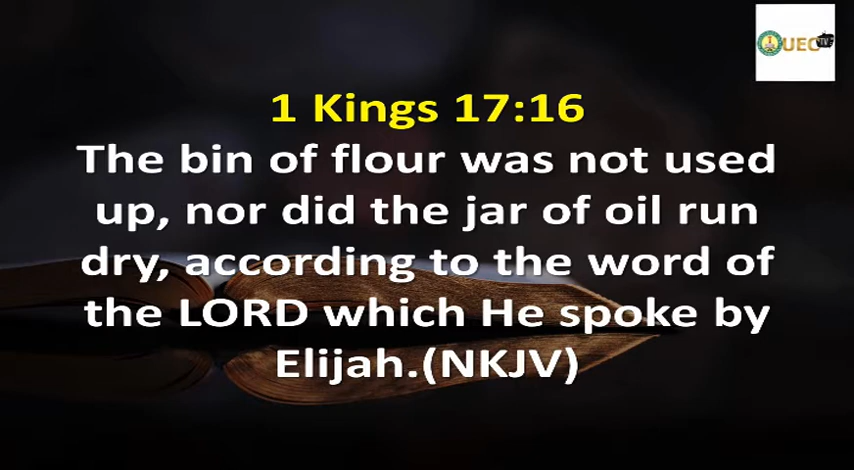 UEC TV
1 Kings 17:16
The bin of flour was not used
up, nor did the jar of oil run
dry, according to the word of
the LORD which He spoke by
Elijah.(NKJV)